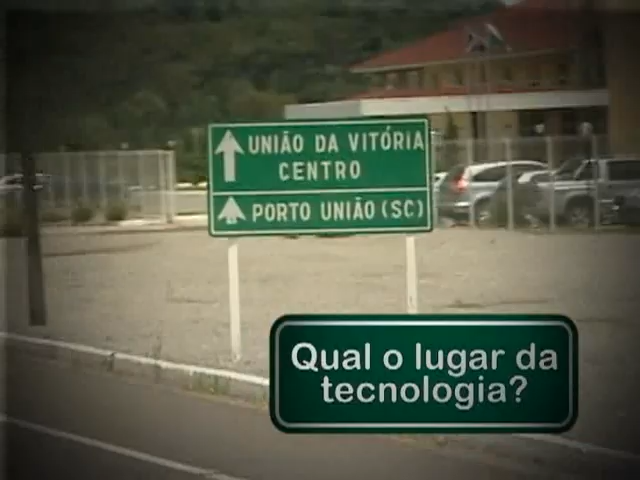 UNIÃO DA VITÓRIA
CENTRO
PORTO UNIÃO (SC)
Qual o lugar da
tecnologia?